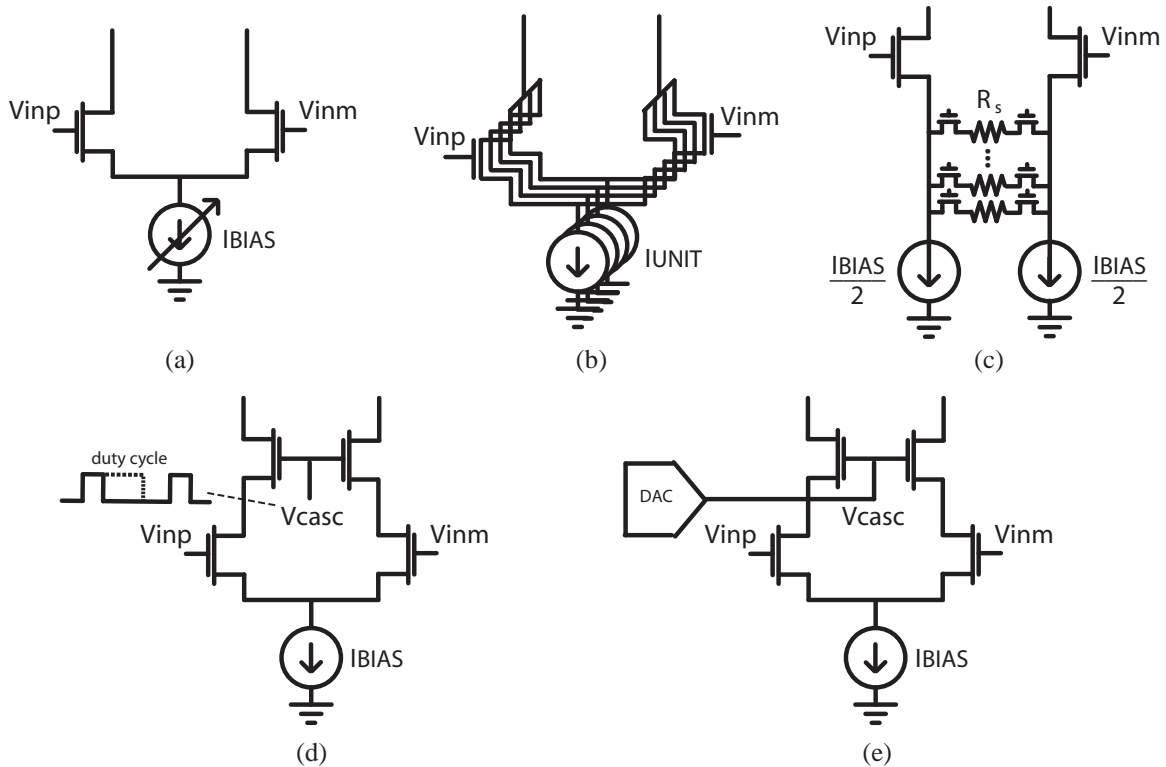 Vinp
Vinm
IBIAS
(a)
Vinp
Vinm
IUNIT
(b)
Vinp
Vinm
Rs
IBIAS
2
IBIAS
2
(c)
duty cycle
Vcasc
Vinp
Vinm
IBIAS
(d)
DAC
Vcasc
Vinp
Vinm
IBIAS
(e)